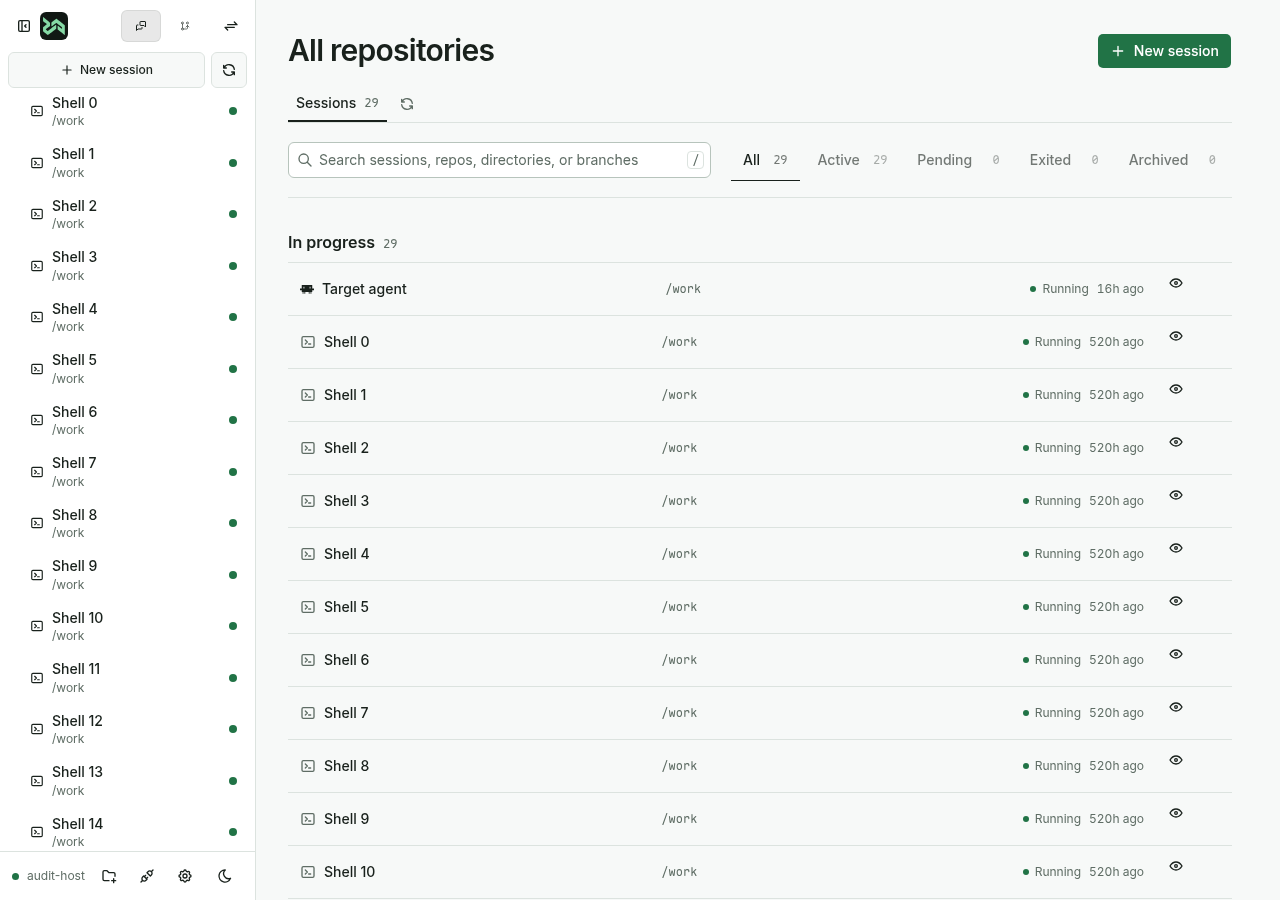 New session
Shell 0
/work
Shell 1
/work
Shell 2
/work
Shell 3
/work
Shell 4
/work
Shell 5
/work
Shell 6
/work
Shell 7
/work
Shell 8
/work
Shell 9
/work
Shell 10
/work
Shell 11
/work
Shell 12
/work
Shell 13
/work
Shell 14
/work
audit-host
All repositories
New session
Sessions 29
Search sessions, repos, directories, or branches /
All 29 Active 29 Pending 0 Exited 0 Archived 0
In progress 29
Target agent /work Running 16h ago
Shell 0 /work Running 520h ago
Shell 1 /work Running 520h ago
Shell 2 /work Running 520h ago
Shell 3 /work Running 520h ago
Shell 4 /work Running 520h ago
Shell 5 /work Running 520h ago
Shell 6 /work Running 520h ago
Shell 7 /work Running 520h ago
Shell 8 /work Running 520h ago
Shell 9 /work Running 520h ago
Shell 10 /work Running 520h ago